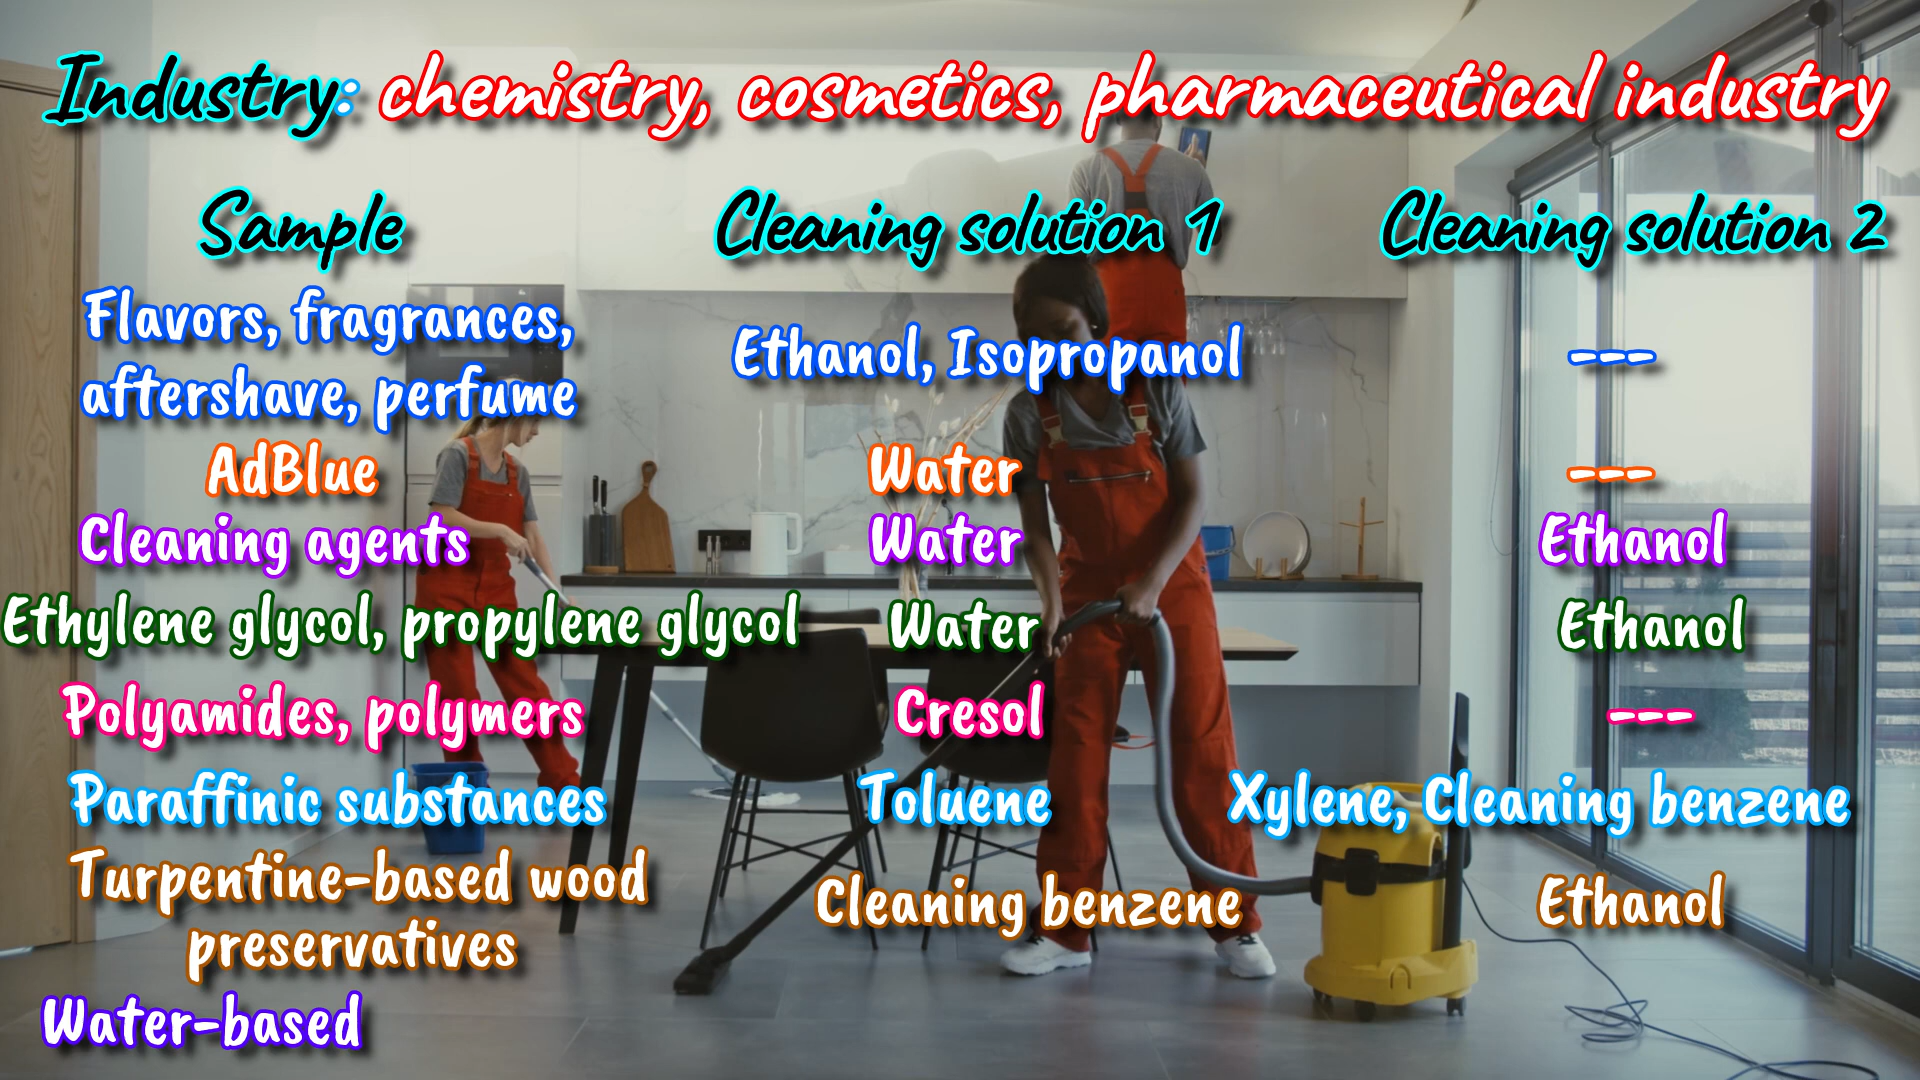 Industry: chemistry, cosmetics, pharmaceutical industry
Sample Cleaning solution 1 Cleaning solution 2
Flavors, fragrances,
aftershave, perfume Ethanol, Isopropanol ---
AdBlue Water ---
Cleaning agents Water Ethanol
Ethylene glycol, propylene glycol Water Ethanol
Polyamides, polymers Cresol ---
Paraffinic substances Toluene Xylene, Cleaning benzene
Turpentine-based wood
preservatives Cleaning benzene Ethanol
Water-based